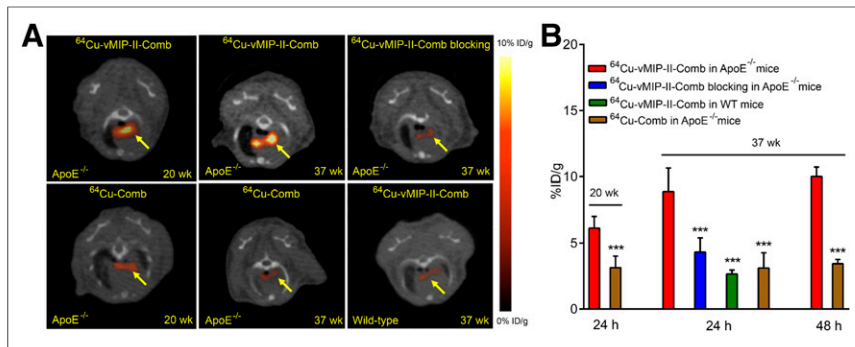 A
⁶⁴Cu-vMIP-II-Comb
ApoE⁻/⁻
20 wk
⁶⁴Cu-vMIP-II-Comb
ApoE⁻/⁻
37 wk
⁶⁴Cu-vMIP-II-Comb blocking
ApoE⁻/⁻
37 wk
⁶⁴Cu-Comb
ApoE⁻/⁻
20 wk
⁶⁴Cu-Comb
ApoE⁻/⁻
37 wk
⁶⁴Cu-vMIP-II-Comb
Wild-type
37 wk
10% ID/g
0% ID/g
B
%ID/g
20
15
10
5
0
⁶⁴Cu-vMIP-II-Comb in ApoE⁻/⁻ mice
⁶⁴Cu-vMIP-II-Comb blocking in ApoE⁻/⁻ mice
⁶⁴Cu-vMIP-II-Comb in WT mice
⁶⁴Cu-Comb in ApoE⁻/⁻ mice
37 wk
20 wk
***
***
***
***
***
24 h
24 h
48 h